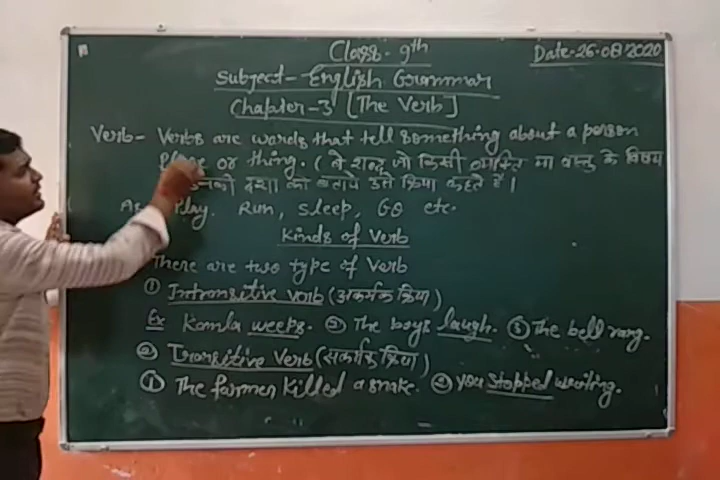 Class- 9th
Date-26-08-2020
Subject- English Grammar
Chapter-3 [The Verb]
Verb- Verbs are words that tell something about a person
Place or thing. (वे शब्द जो किसी व्यक्ति या वस्तु के विषय
उनकी दशा को बताये उसे क्रिया कहते हैं।
As Play. Run, Sleep, Go etc.
Kinds of Verb
There are two type of Verb
① Intransitive Verb (अकर्मक क्रिया)
Ex Kamla weeps. ② The boys laugh. ③ The bell rang.
② Transitive Verb (सकर्मक क्रिया)
① The farmer killed a snake. ② you stopped writing.